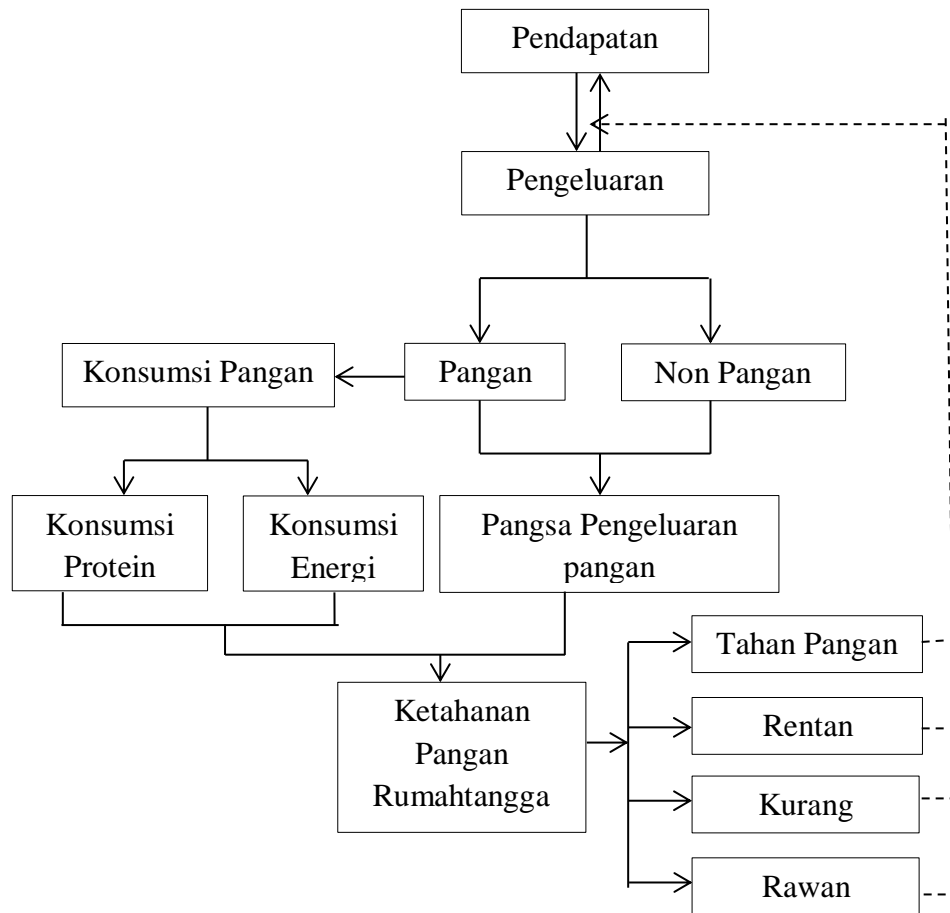 Pendapatan
Pengeluaran
Konsumsi Pangan
Pangan
Non Pangan
Konsumsi
Protein
Konsumsi
Energi
Pangsa Pengeluaran
pangan
Tahan Pangan
Ketahanan
Pangan
Rumahtangga
Rentan
Kurang
Rawan